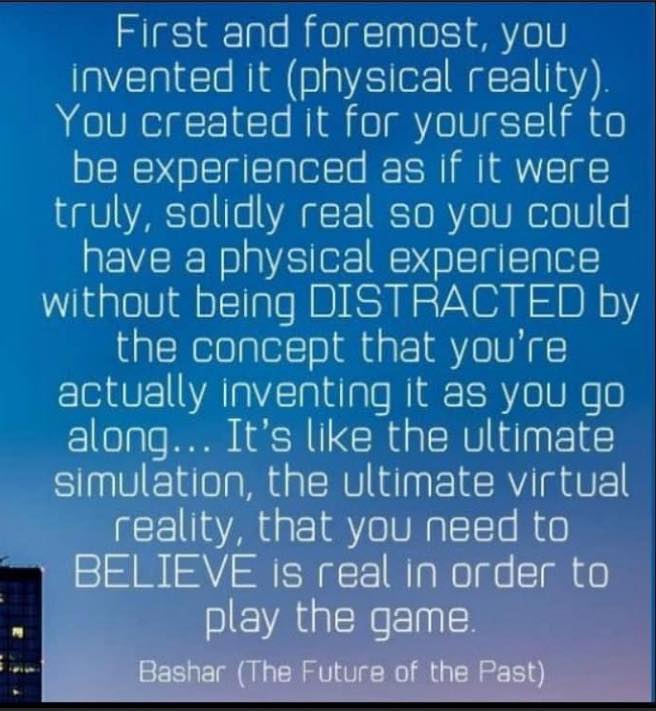 First and foremost, you
invented it (physical reality).
You created it for yourself to
be experienced as if it were
truly, solidly real so you could
have a physical experience
without being DISTRACTED by
the concept that you're
actually inventing it as you go
along... It's like the ultimate
simulation, the ultimate virtual
reality, that you need to
BELIEVE is real in order to
play the game.
Bashar (The Future of the Past)